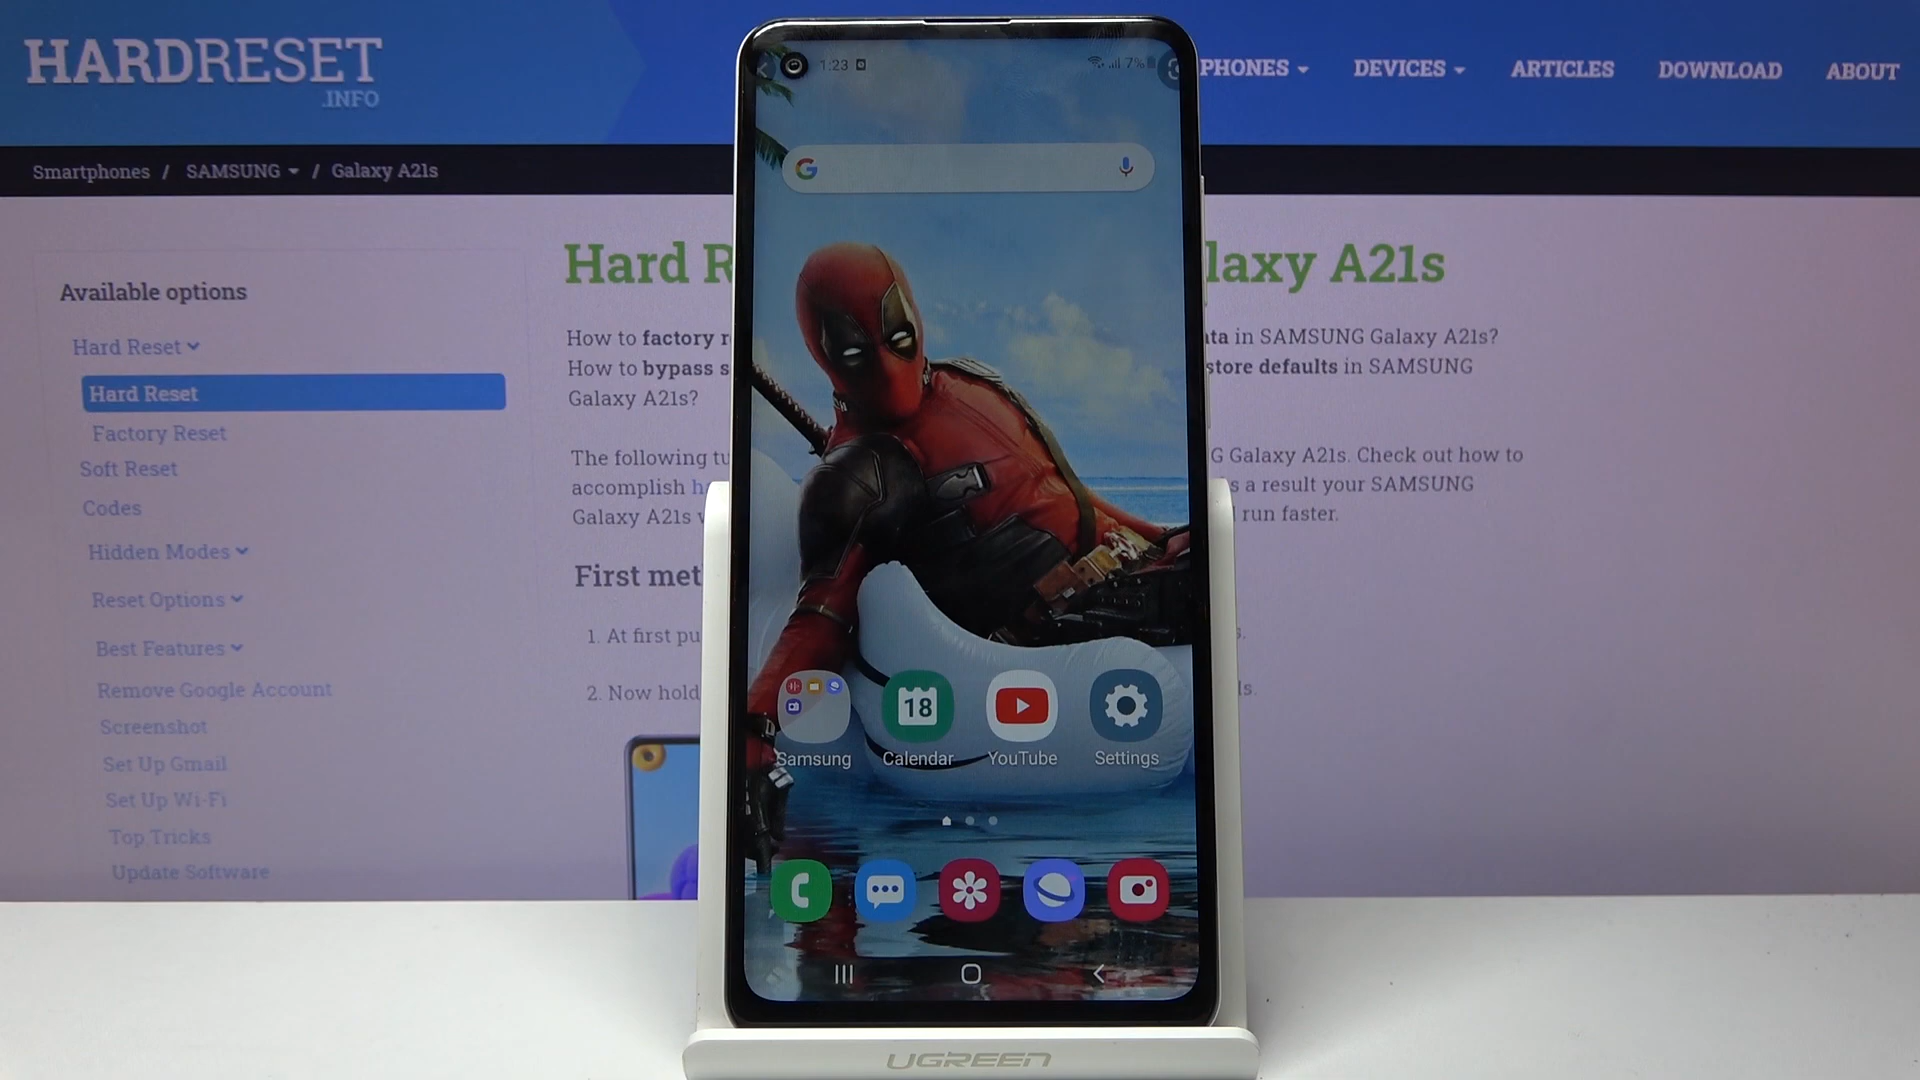 HARDRESET
.INFO
PHONES
DEVICES
ARTICLES
DOWNLOAD
ABOUT
Smartphones / SAMSUNG / Galaxy A21s
Available options
Hard Reset
Hard Reset
Factory Reset
Soft Reset
Codes
Hidden Modes
Reset Options
Best Features
Remove Google Account
Screenshot
Set Up Gmail
Set Up Wi-Fi
Top Tricks
Update Software
Hard R
laxy A21s
How to factory r
ta in SAMSUNG Galaxy A21s?
How to bypass s
store defaults in SAMSUNG
Galaxy A21s?
The following tu
G Galaxy A21s. Check out how to
accomplish h
s a result your SAMSUNG
Galaxy A21s
run faster.
First met
1. At first pu
s.
2. Now hold
ls.
1:23
7%
G
18
Samsung
Calendar
YouTube
Settings
UGREEN